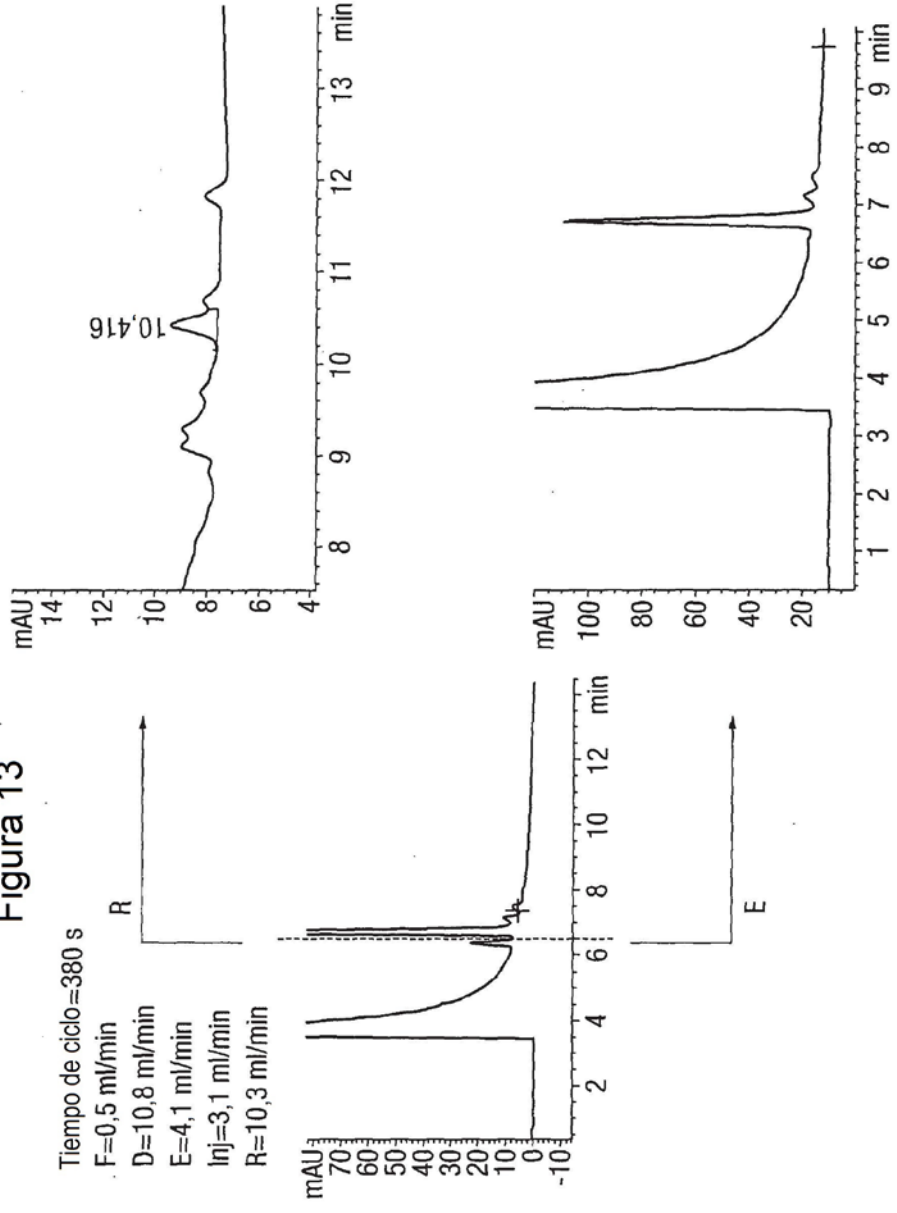 Figura 13
Tiempo de ciclo=380 s
F=0,5 ml/min
D=10,8 ml/min
E=4,1 ml/min
Inj=3,1 ml/min
R=10,3 ml/min
R
mAU
70
60
50
40
30
20
10
0
-10
2 4 6 8 10 12 min
E
mAU
14
12
10
8
6
4
10,416
8 9 10 11 12 13 min
mAU
100
80
60
40
20
1 2 3 4 5 6 7 8 9 min